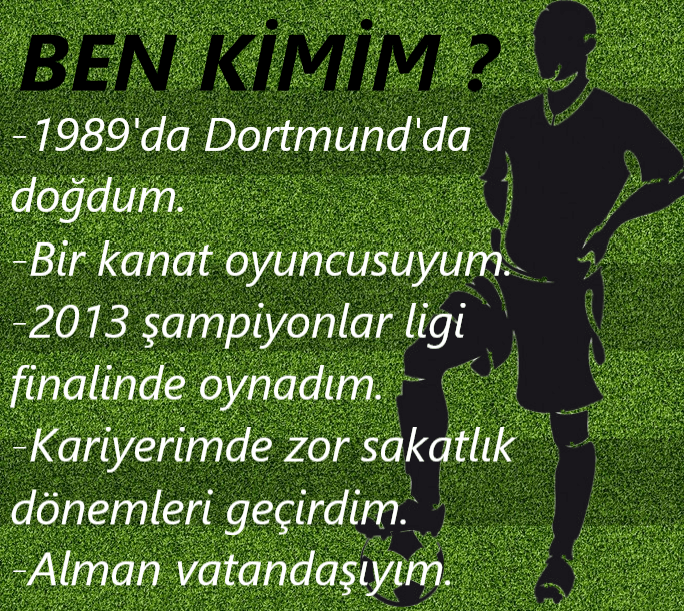 BEN KİMİM ?
-1989'da Dortmund'da
doğdum.
-Bir kanat oyuncusuyum.
-2013 şampiyonlar ligi
finalinde oynadım.
-Kariyerimde zor sakatlık
dönemleri geçirdim.
-Alman vatandaşıyım.